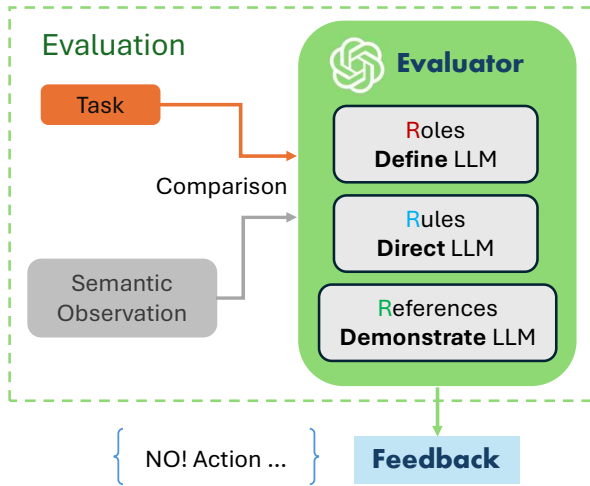 Evaluation
Evaluator
Task
Roles
Define LLM
Comparison
Rules
Direct LLM
Semantic
Observation
References
Demonstrate LLM
NO! Action ...
Feedback